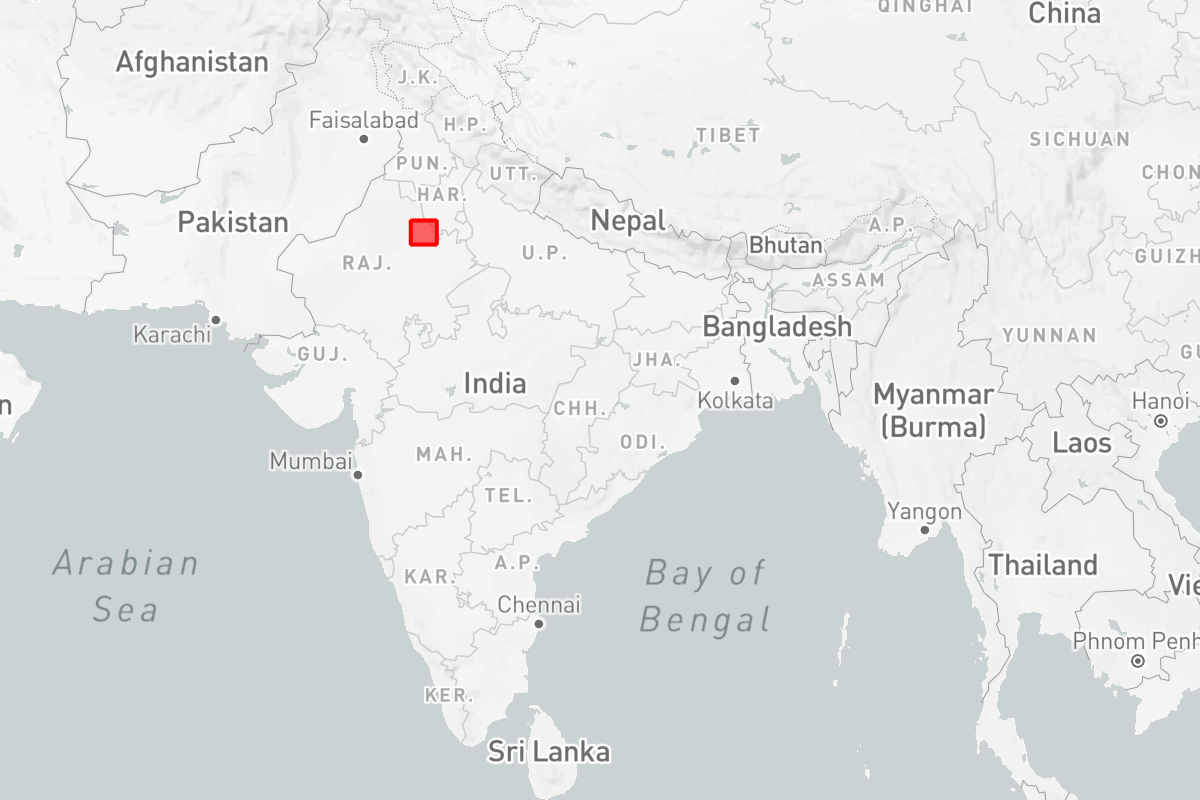 QINGHAI
China
Afghanistan
J.K.
Faisalabad
H.P.
TIBET
SICHUAN
PUN.
UTT.
CHON
HAR.
Pakistan
Nepal
A.P.
Bhutan
RAJ.
U.P.
GUIZH
ASSAM
Karachi
Bangladesh
YUNNAN
GUJ.
JHA.
GU
India
Kolkata
Myanmar
(Burma)
Hanoi
n
CHH.
ODI.
Laos
MAH.
Mumbai
TEL.
Yangon
Arabian
Sea
A.P.
Bay of
Bengal
Thailand
KAR.
Vie
Chennai
Phnom Penh
KER.
Sri Lanka